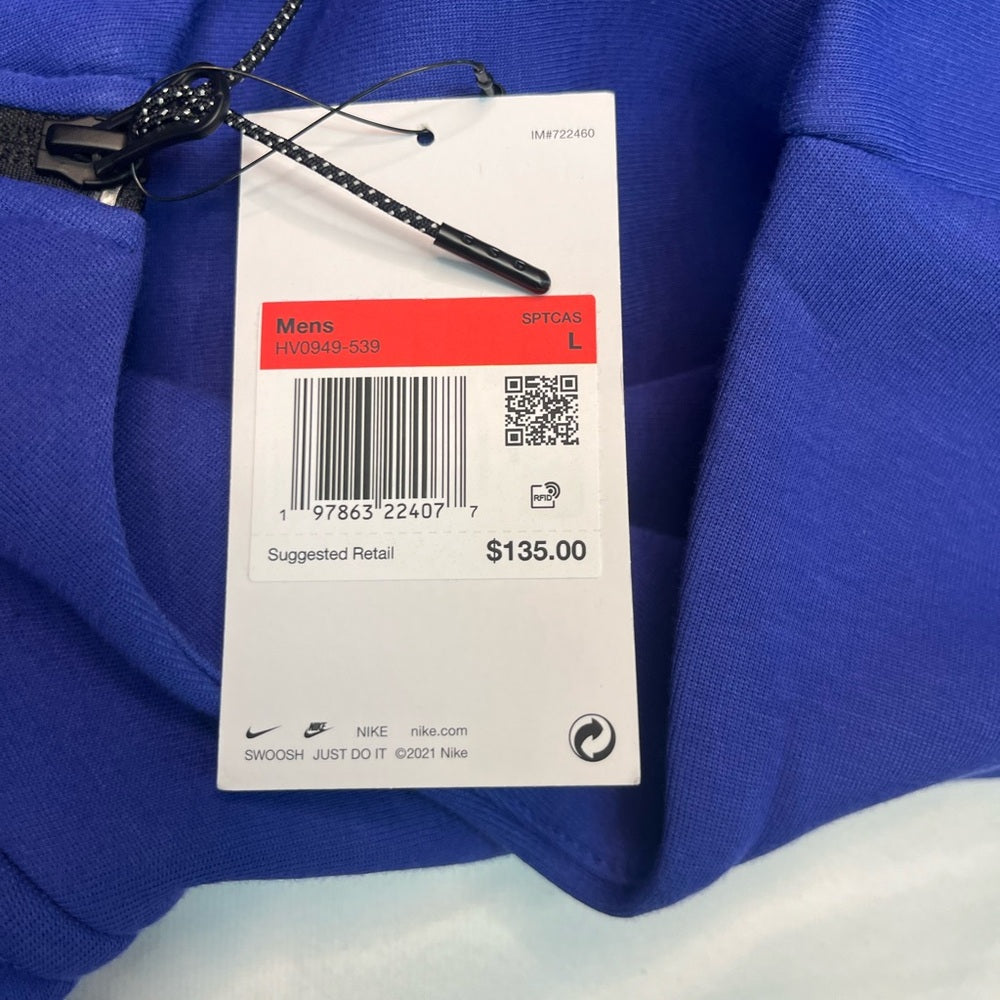 IM#722460
Mens SPTCAS
HV0949-539 L
RFID
1 97863 22407 7
Suggested Retail $135.00
NIKE NIKE nike.com
SWOOSH JUST DO IT ©2021 Nike